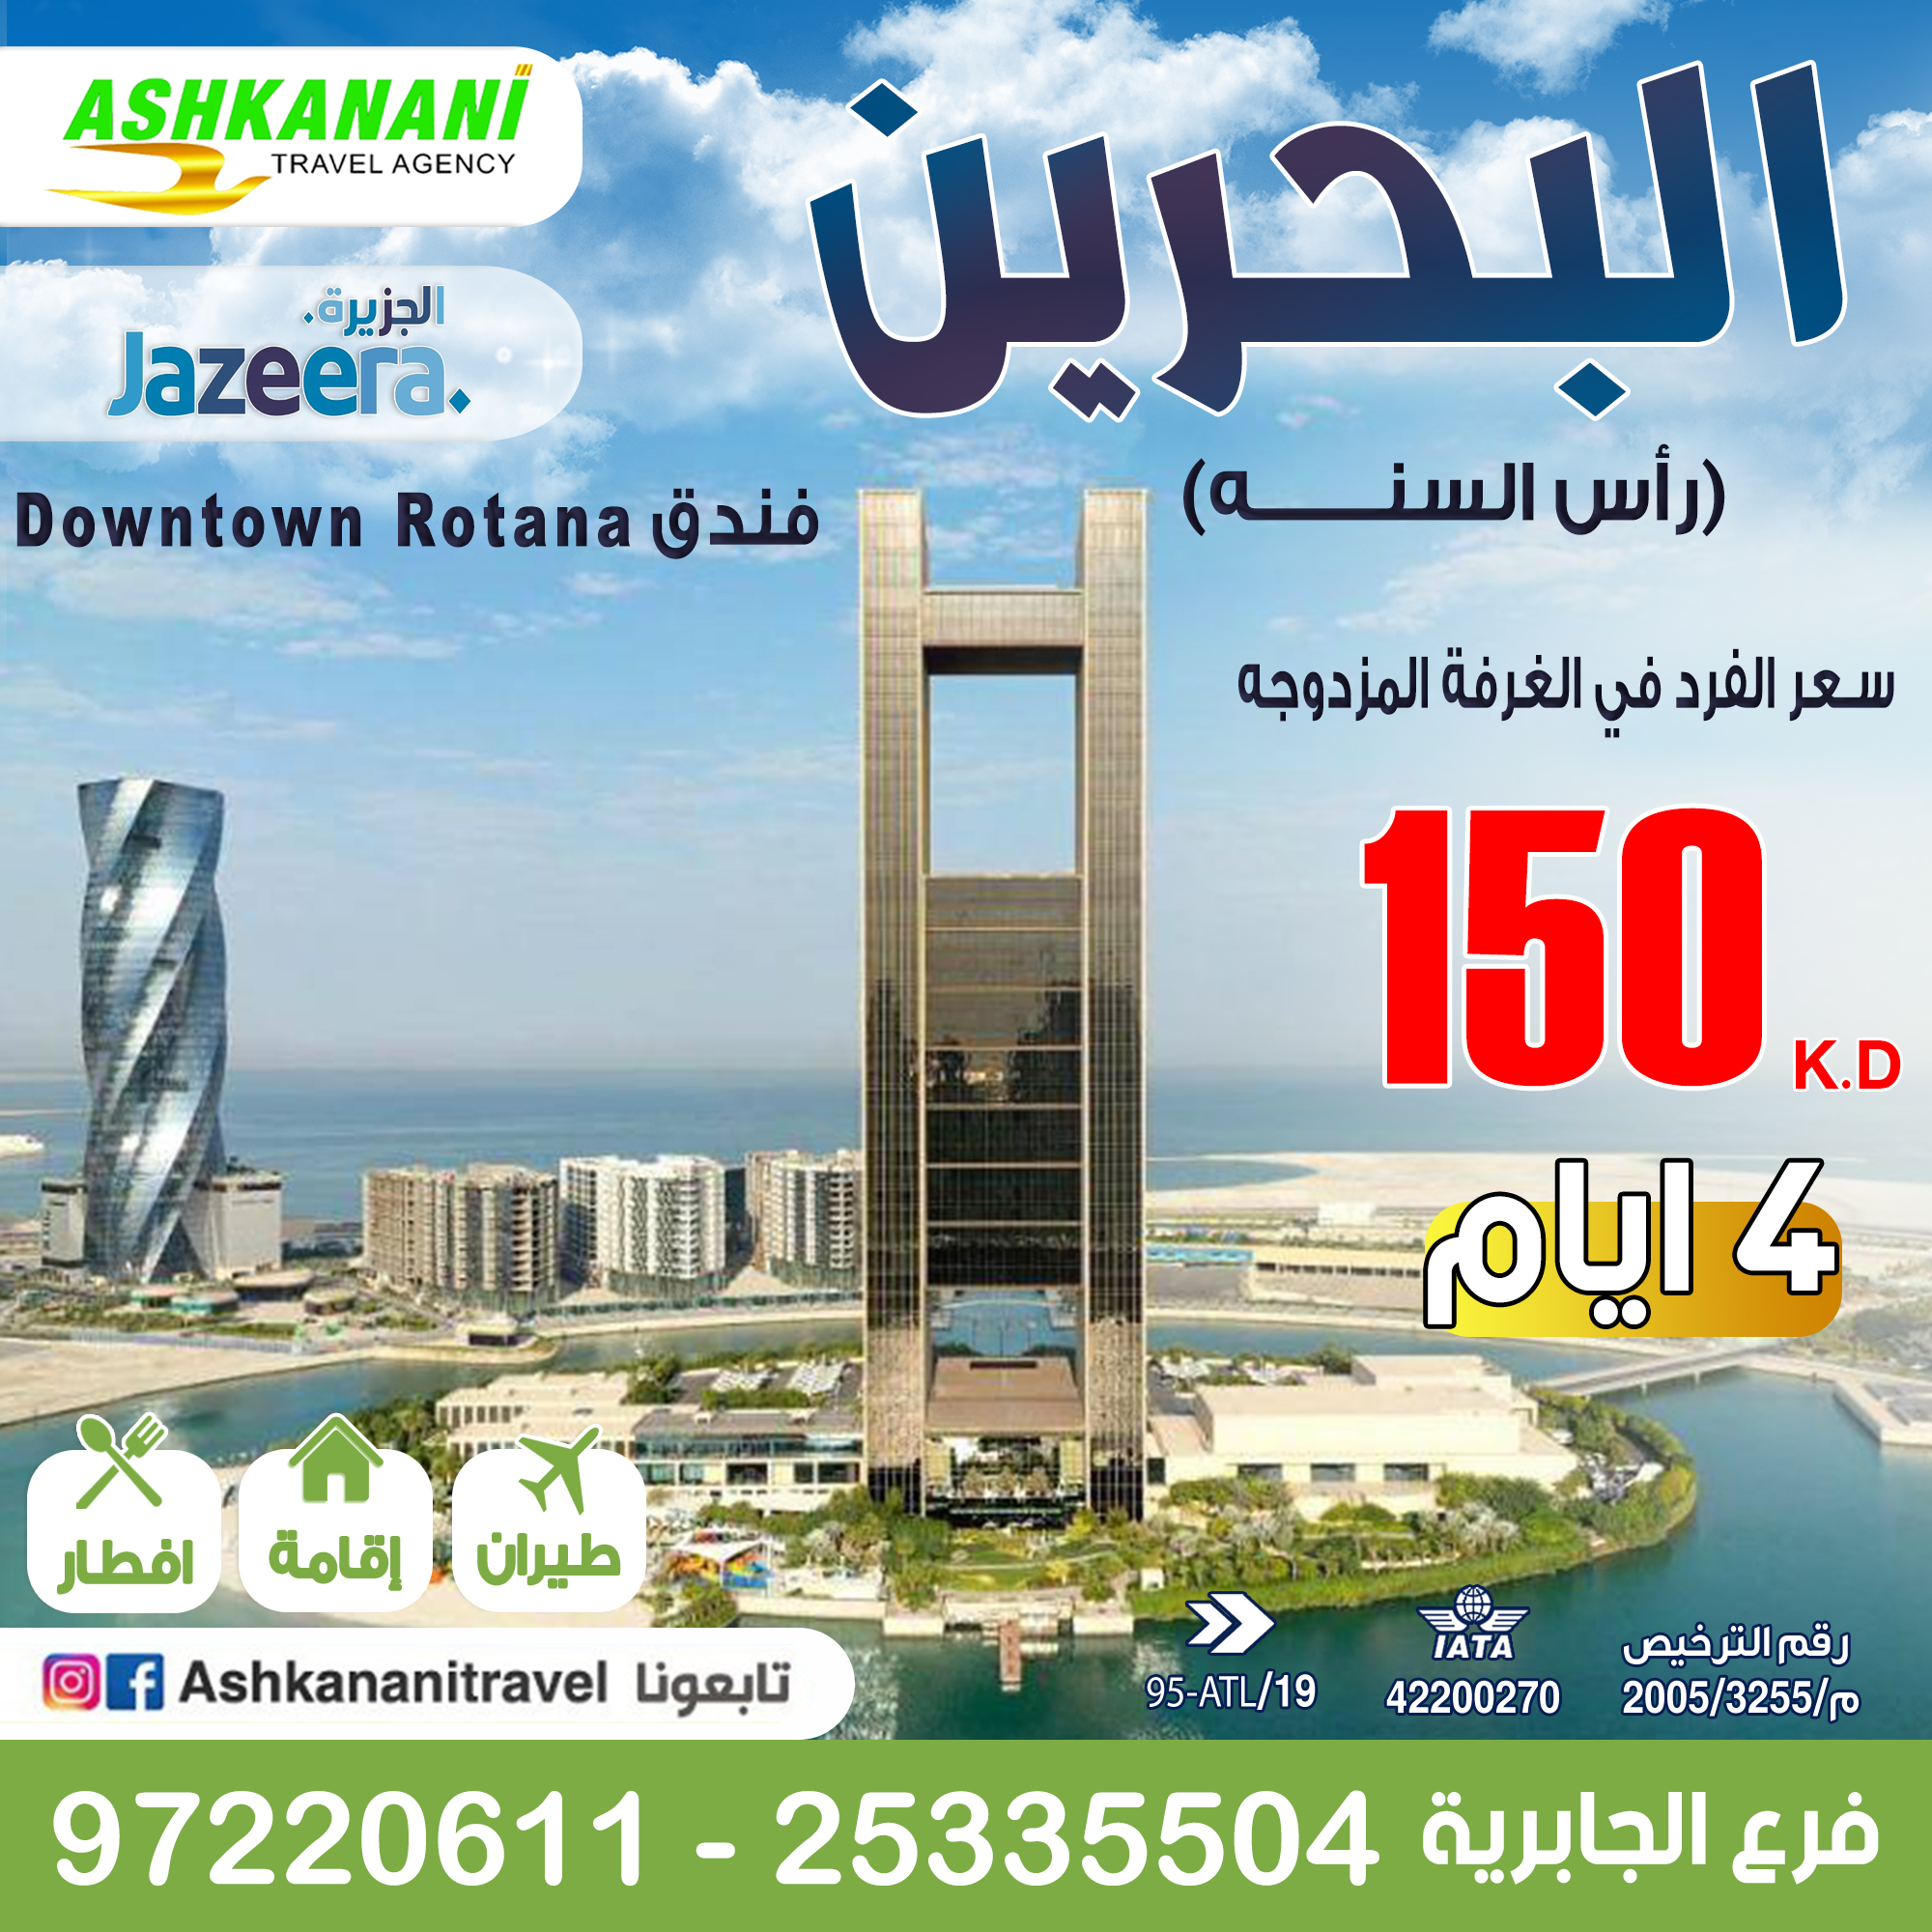 ASHKANANI
TRAVEL AGENCY
البحرين
الجزيرة
Jazeera
(رأس السنـــــــه)
فندق Downtown Rotana
سعر الفرد في الغرفة المزدوجه
150 K.D
4 ايام
طيران
إقامة
افطار
تابعونا Ashkananitravel
رقم الترخيص
م/2005/3255
IATA
42200270
95-ATL/19
فرع الجابرية 25335504 - 97220611